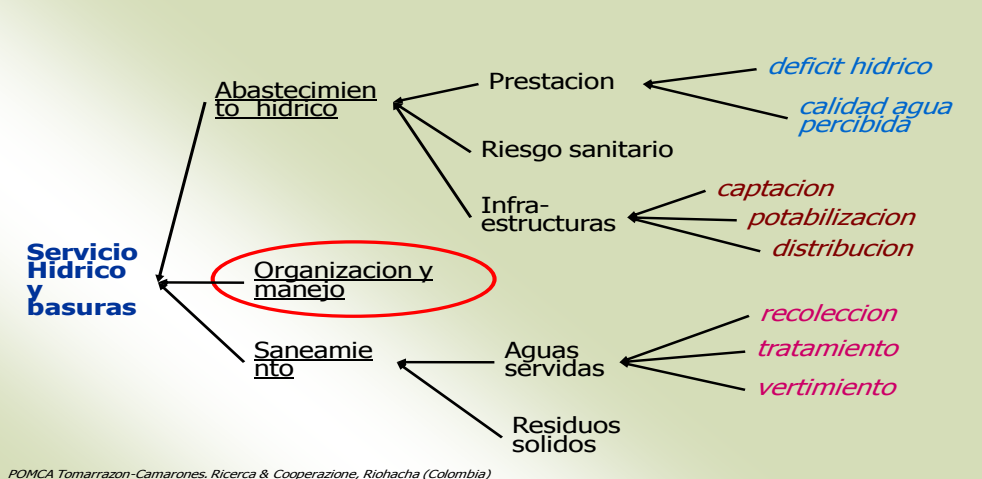 Abastecimien
to hidrico
Prestacion
deficit hidrico
calidad agua
percibida
Riesgo sanitario
Infra-
estructuras
captacion
potabilizacion
distribucion
Servicio
Hidrico
y
basuras
Organizacion y
manejo
Saneamie
nto
Aguas
servidas
recoleccion
tratamiento
vertimiento
Residuos
solidos
POMCA Tomarrazon-Camarones. Ricerca & Cooperazione, Riohacha (Colombia)